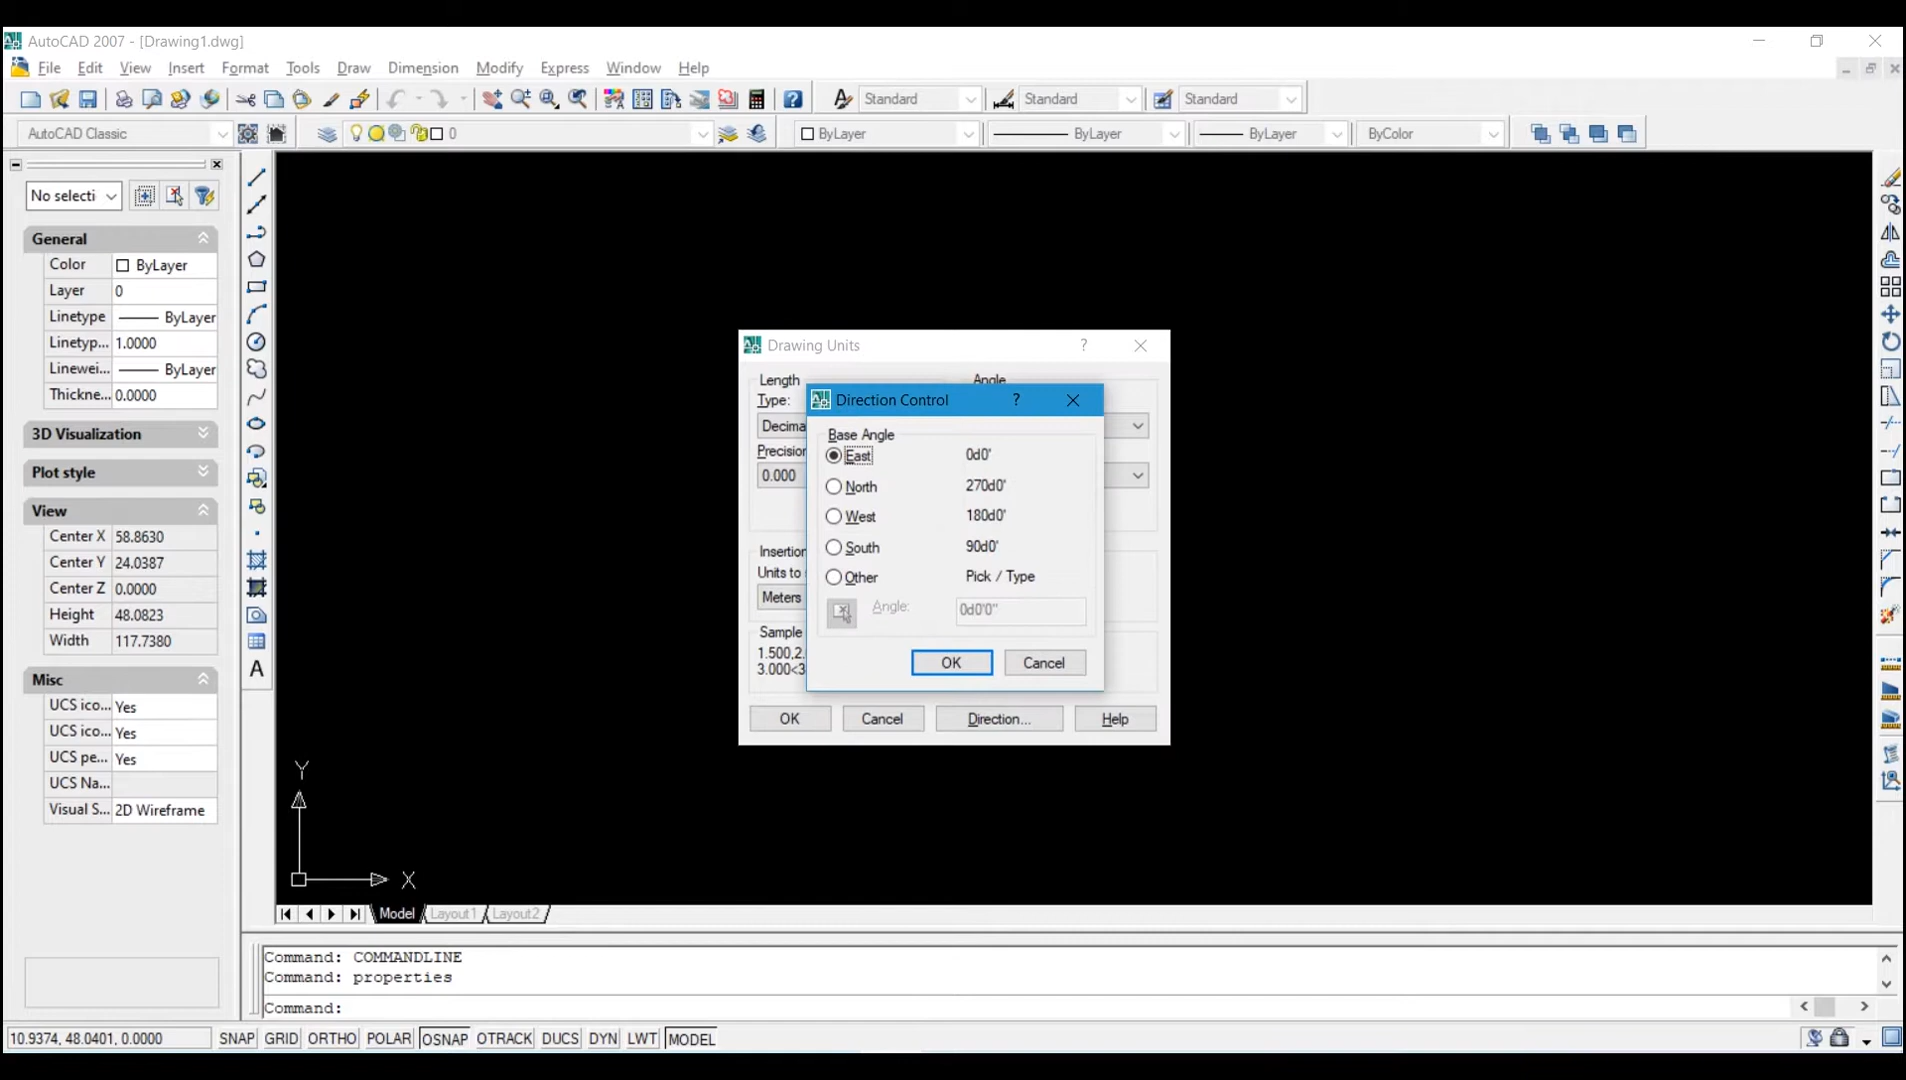 AutoCAD 2007 - [Drawing1.dwg]
File Edit View Insert Format Tools Draw Dimension Modify Express Window Help
Standard Standard Standard
AutoCAD Classic 0 ByLayer ByLayer ByLayer ByColor
No selecti
General
Color ByLayer
Layer 0
Linetype ByLayer
Linetyp... 1.0000
Linewei... ByLayer
Thickne... 0.0000
3D Visualization
Plot style
View
Center X 58.8630
Center Y 24.0387
Center Z 0.0000
Height 48.0823
Width 117.7380
Misc
UCS ico... Yes
UCS ico... Yes
UCS pe... Yes
UCS Na...
Visual S... 2D Wireframe
A
Drawing Units ?
Length Angle
Type:
Decima
Precision
0.000
Insertion
Units to
Meters
Sample
1.500,2.
3.000<3
OK Cancel Direction... Help
Direction Control ?
Base Angle
East 0d0'
North 270d0'
West 180d0'
South 90d0'
Other Pick / Type
Angle: 0d0'0"
OK Cancel
Y
X
Model Layout1 Layout2
Command: COMMANDLINE
Command: properties
Command:
10.9374, 48.0401, 0.0000 SNAP GRID ORTHO POLAR OSNAP OTRACK DUCS DYN LWT MODEL